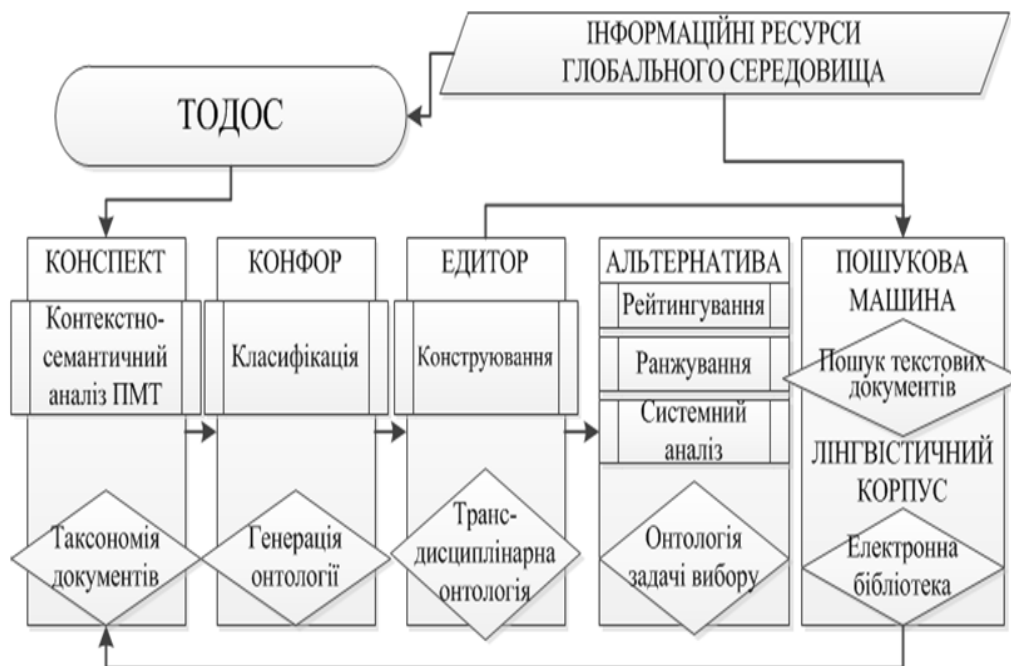 ІНФОРМАЦІЙНІ РЕСУРСИ
ГЛОБАЛЬНОГО СЕРЕДОВИЩА
ТОДОС
КОНСПЕКТ
Контекстно-
семантичний
аналіз ПМТ
Таксономія
документів
КОНФОР
Класифікація
Генерація
онтології
ЕДИТОР
Конструювання
Транс-
дисциплінарна
онтологія
АЛЬТЕРНАТИВА
Рейтингування
Ранжування
Системний
аналіз
Онтологія
задачі вибору
ПОШУКОВА
МАШИНА
Пошук текстових
документів
ЛІНГВІСТИЧНИЙ
КОРПУС
Електронна
бібліотека